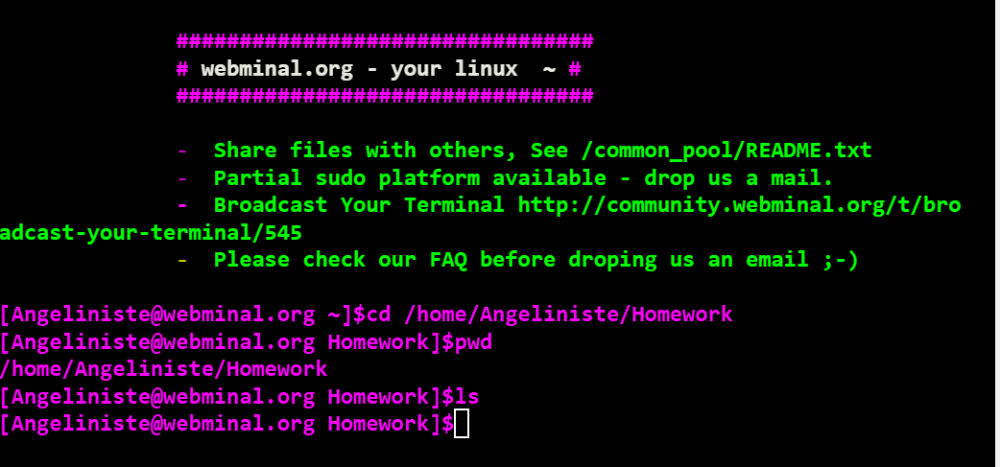 #################################
# webminal.org - your linux  ~ #
#################################
-  Share files with others, See /common_pool/README.txt
-  Partial sudo platform available - drop us a mail.
-  Broadcast Your Terminal http://community.webminal.org/t/bro
adcast-your-terminal/545
-  Please check our FAQ before droping us an email ;-)
[Angeliniste@webminal.org ~]$cd /home/Angeliniste/Homework
[Angeliniste@webminal.org Homework]$pwd
/home/Angeliniste/Homework
[Angeliniste@webminal.org Homework]$ls
[Angeliniste@webminal.org Homework]$